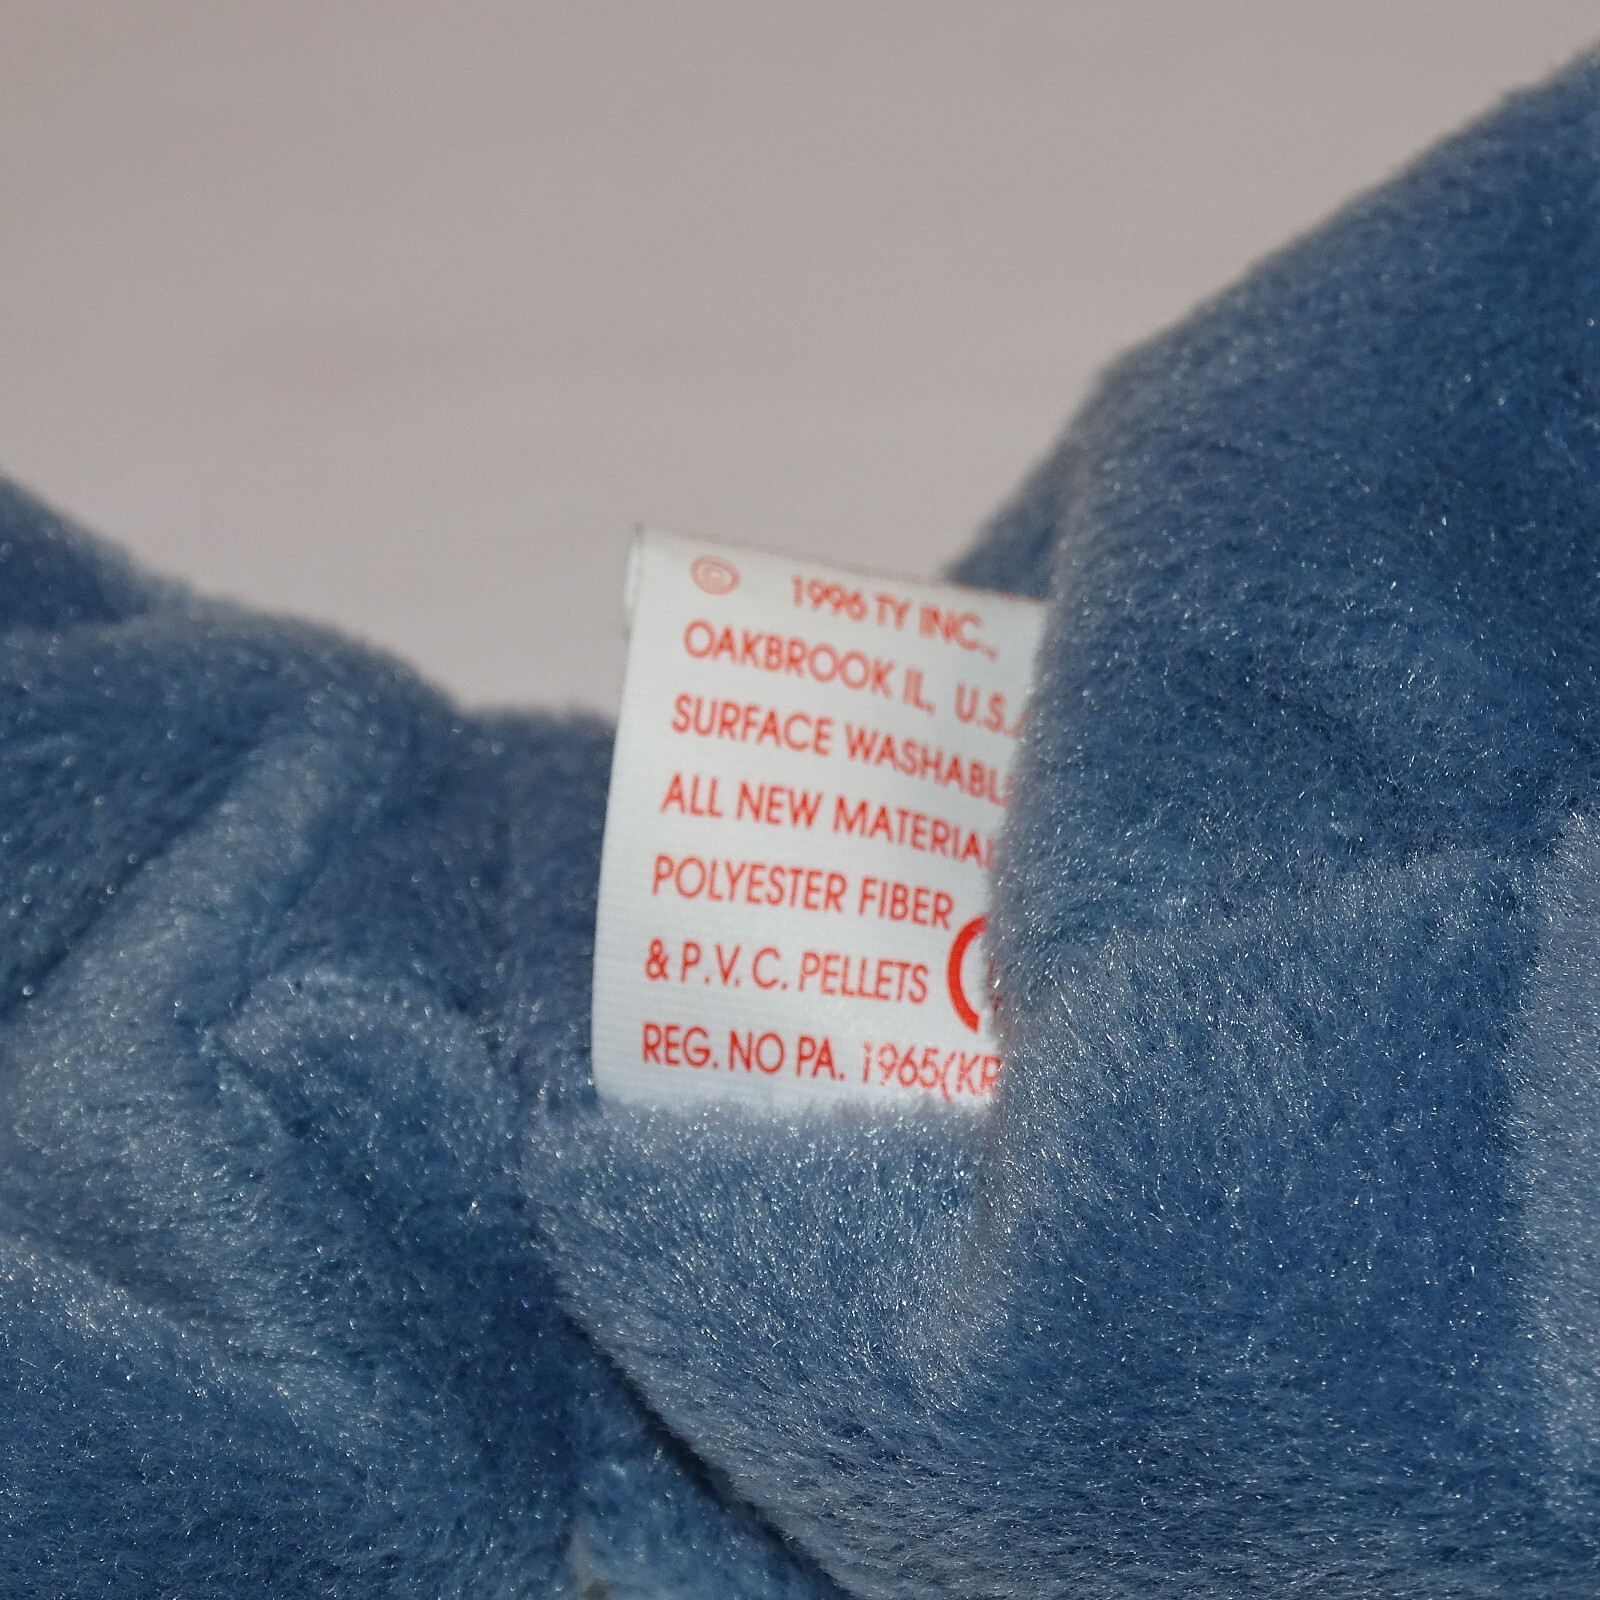 © 1996 TY INC.,
OAKBROOK IL, U.S.
SURFACE WASHABL
ALL NEW MATERIAL
POLYESTER FIBER
& P.V.C. PELLETS
REG. NO PA. 1965(KR